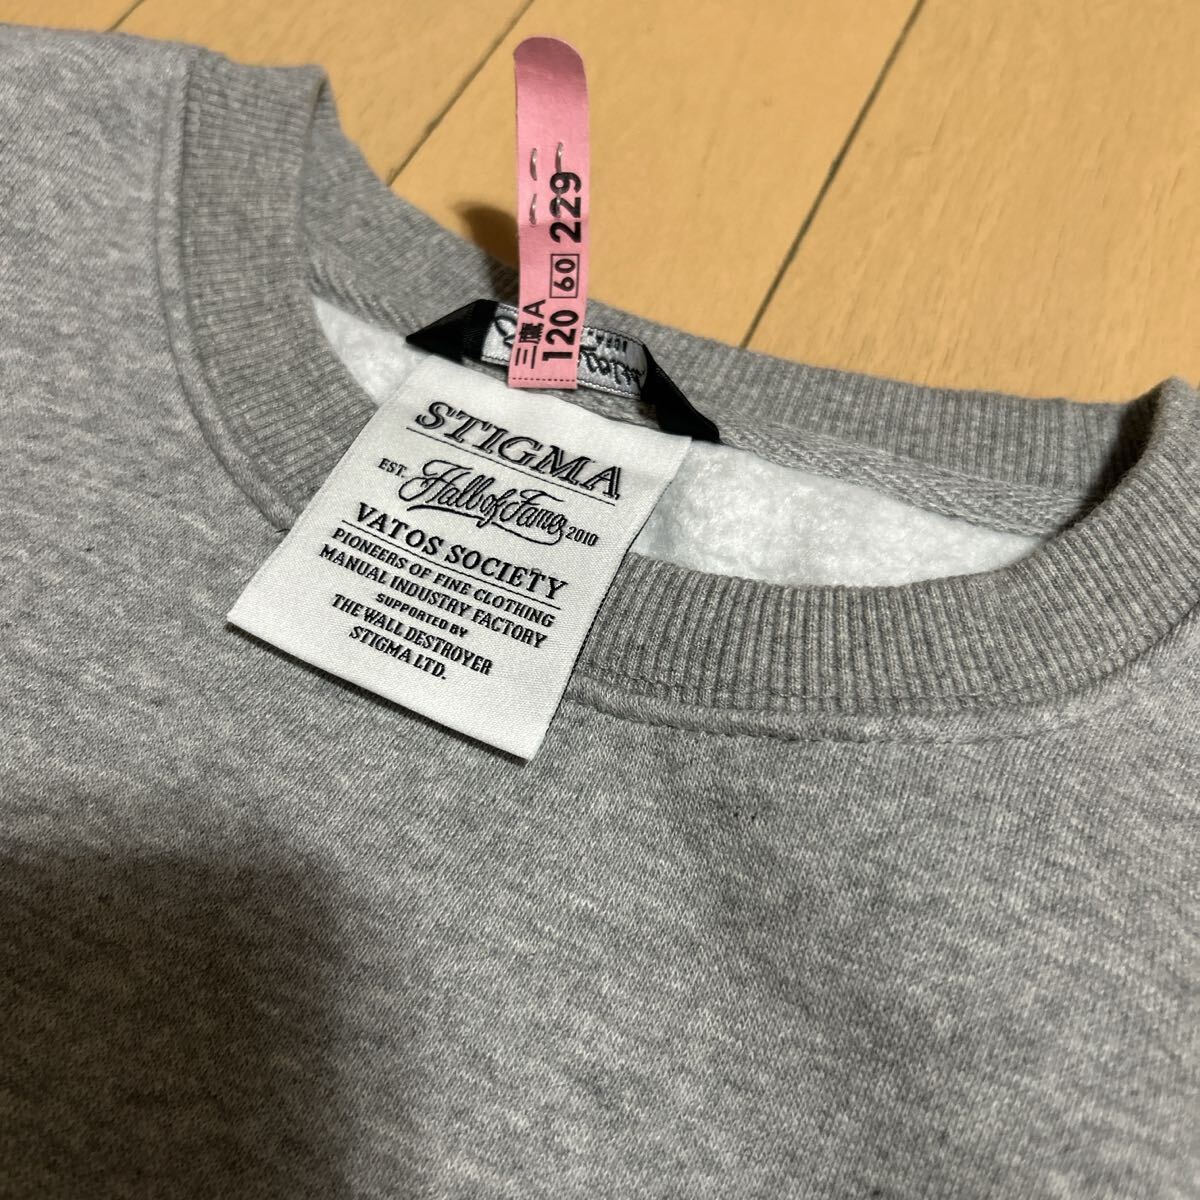 三鷹A
120 60 229
STIGMA
EST. Hall of Fame 2010
VATOS SOCIETY
PIONEERS OF FINE CLOTHING
MANUAL INDUSTRY FACTORY
SUPPORTED BY
THE WALL DESTROYER
STIGMA LTD.